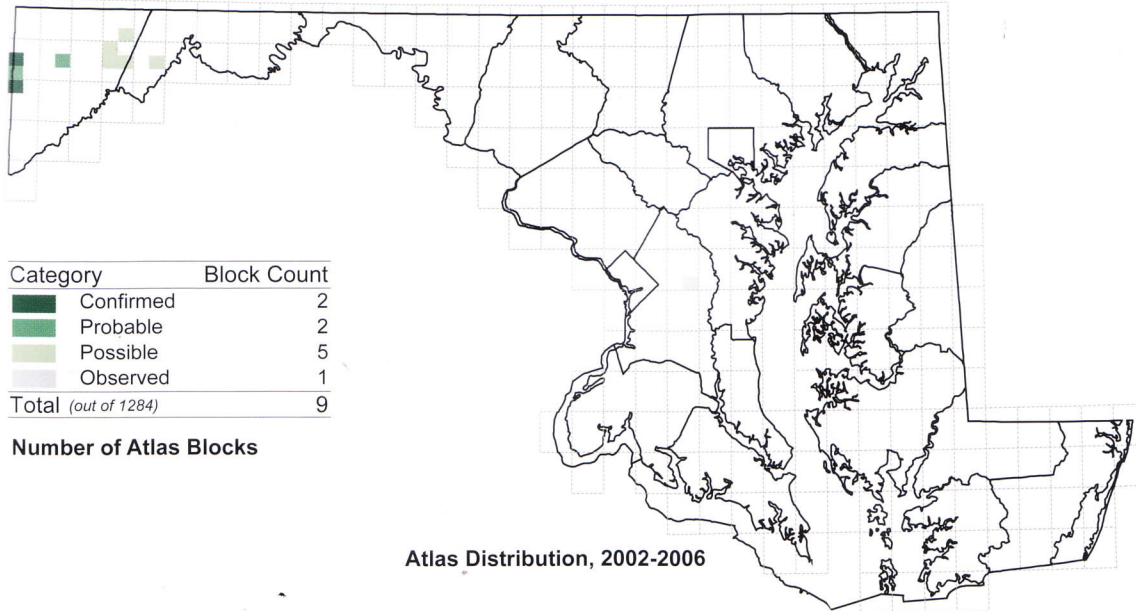 Category Block Count
Confirmed 2
Probable 2
Possible 5
Observed 1
Total (out of 1284) 9
Number of Atlas Blocks
Atlas Distribution, 2002-2006